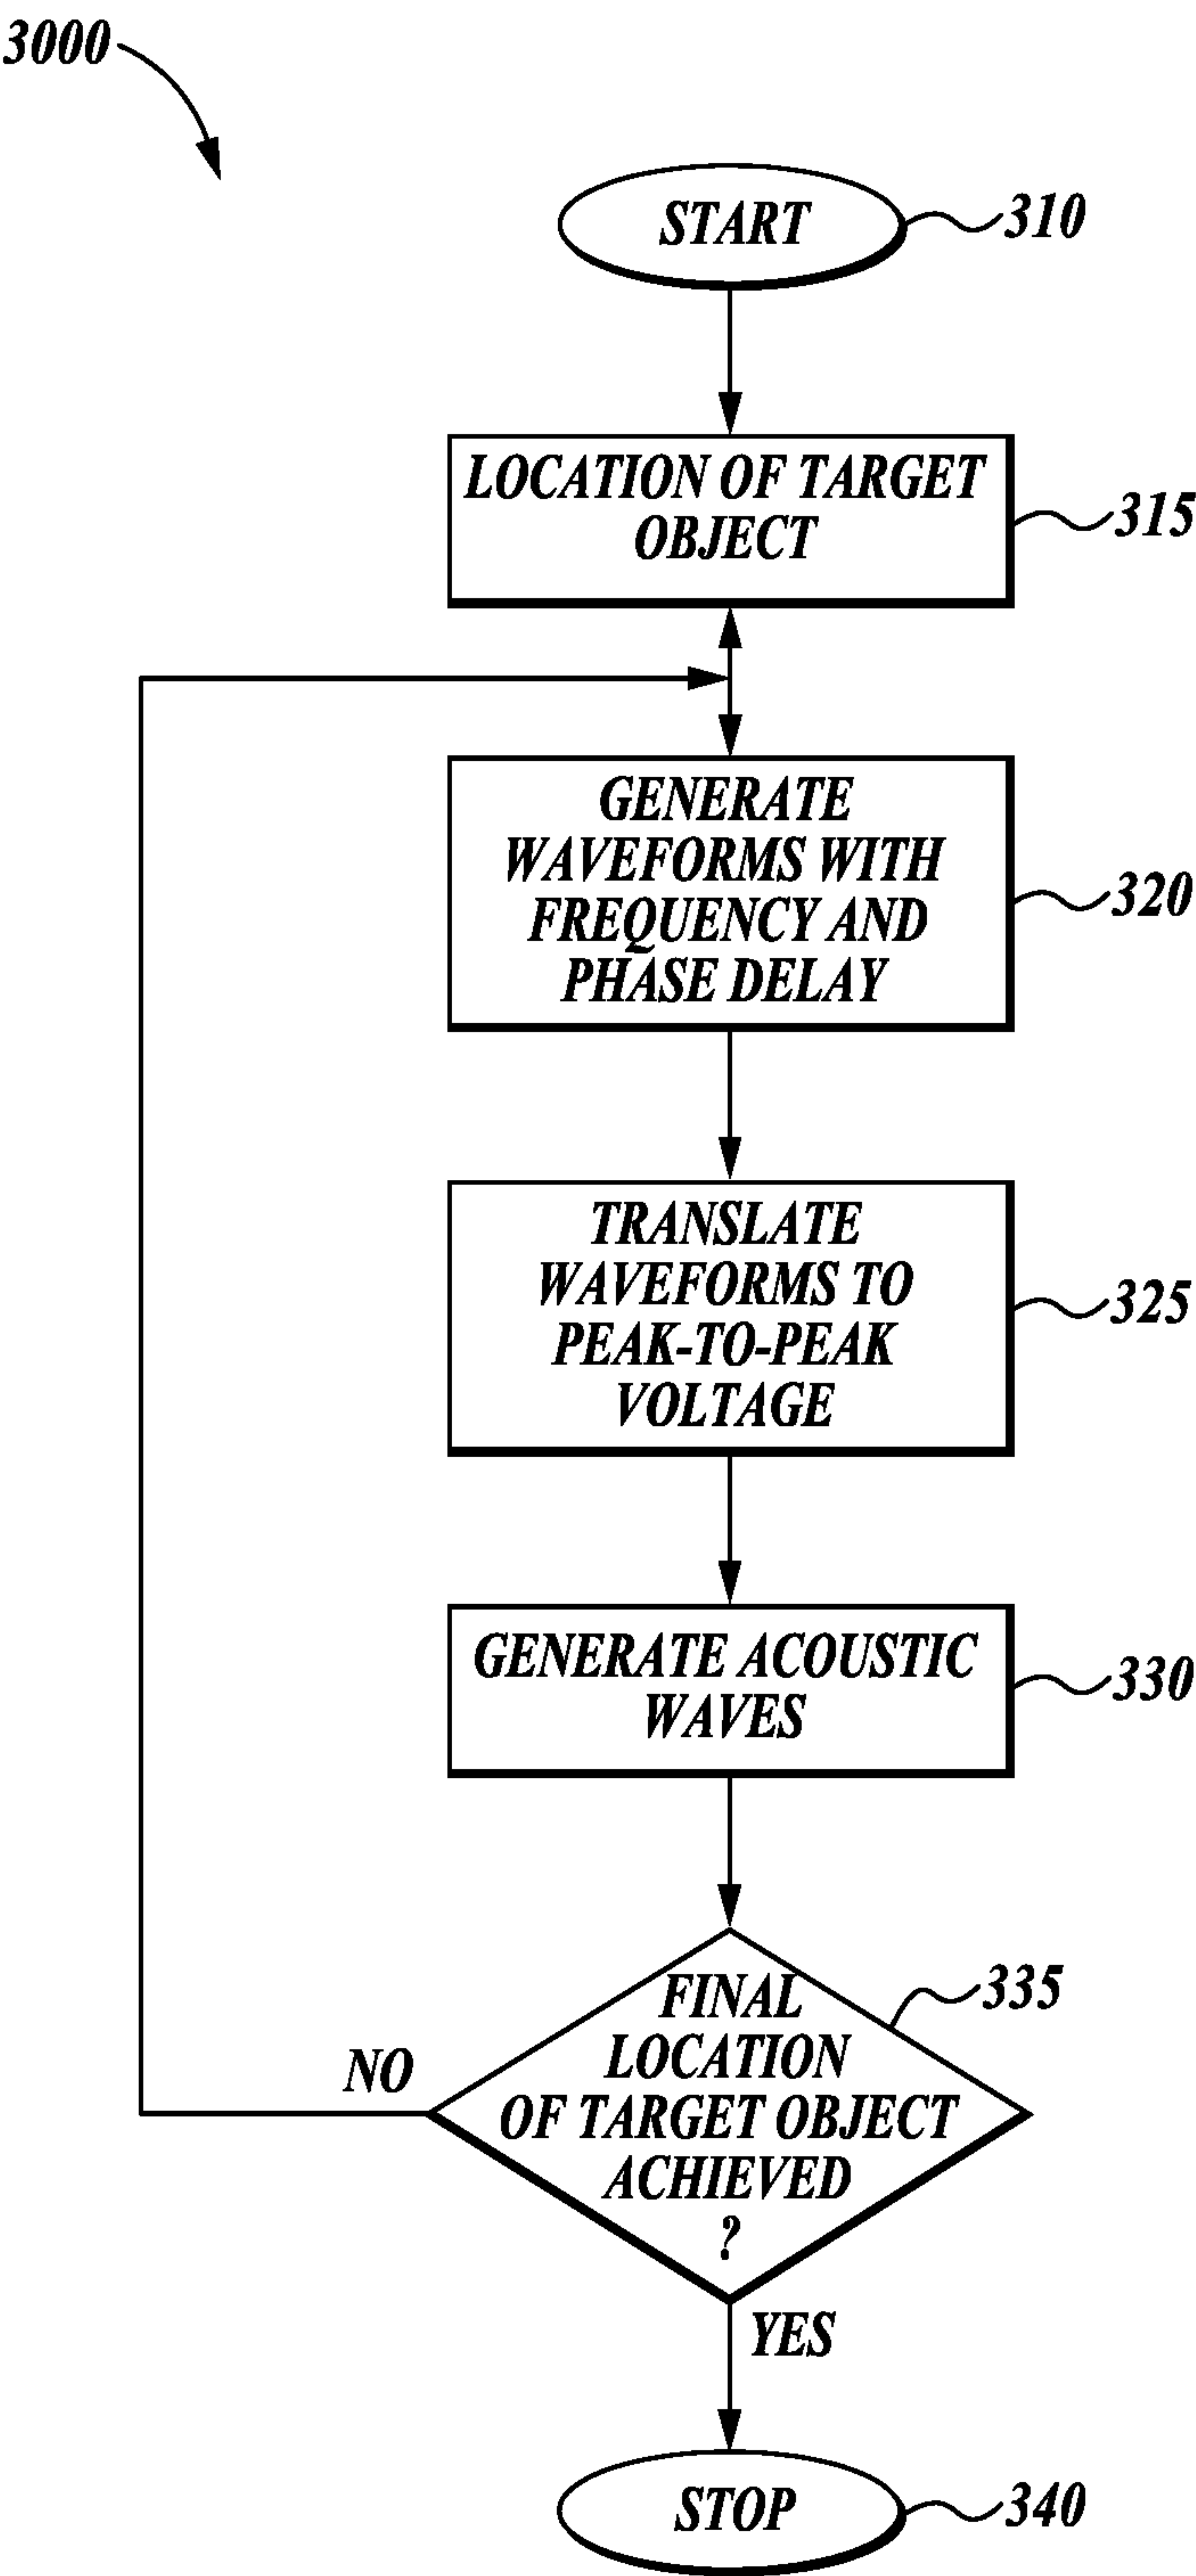 3000
START
310
LOCATION OF TARGET
OBJECT
315
GENERATE
WAVEFORMS WITH
FREQUENCY AND
PHASE DELAY
320
TRANSLATE
WAVEFORMS TO
PEAK-TO-PEAK
VOLTAGE
325
GENERATE ACOUSTIC
WAVES
330
FINAL
LOCATION
OF TARGET OBJECT
ACHIEVED
?
335
NO
YES
STOP
340